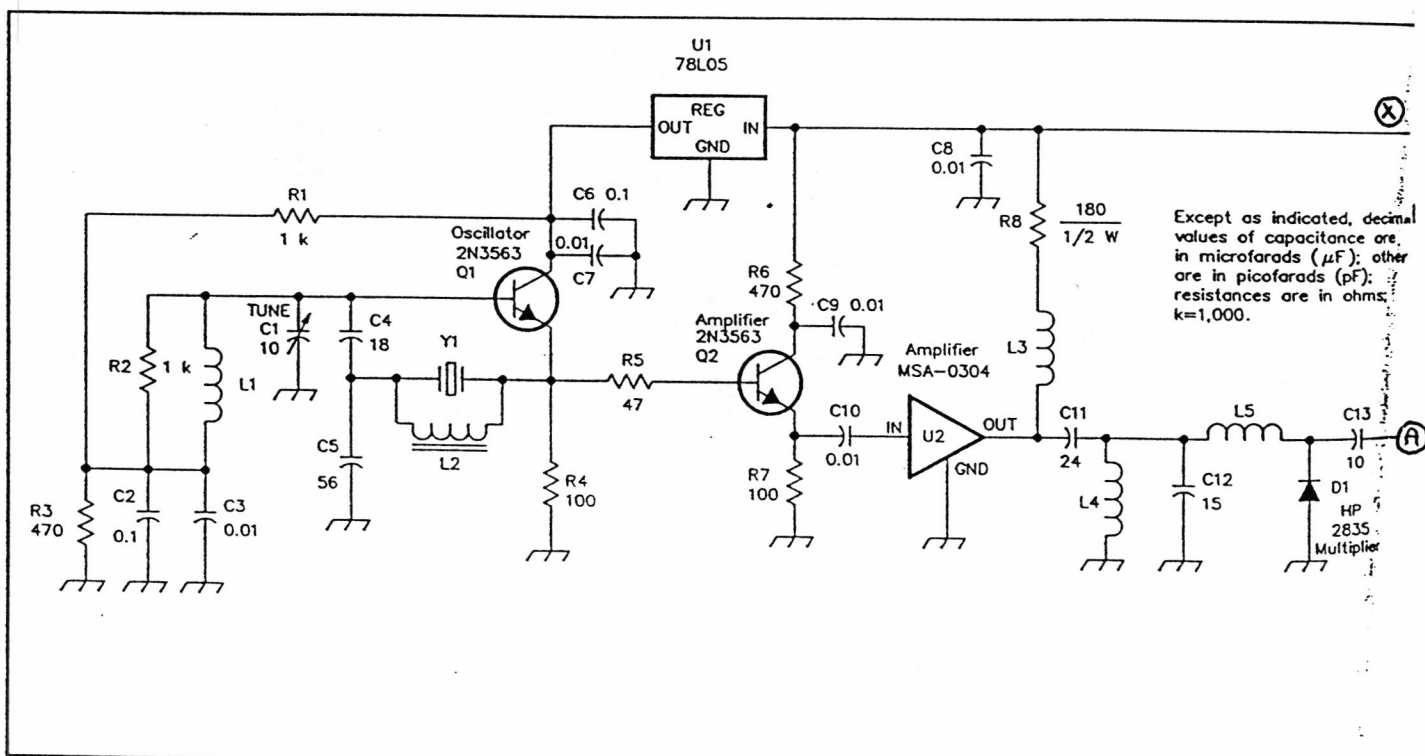 U1
78L05
REG
OUT
IN
GND
X
C8
0.01
R8
180
1/2 W
Except as indicated, decimal
values of capacitance are
in microfarads (μF); other
are in picofarads (pF);
resistances are in ohms;
k=1,000.
R1
1 k
C6 0.1
Oscillator
2N3563
Q1
0.01
C7
R6
470
C9 0.01
TUNE
C1
10
C4
18
Y1
R5
47
Amplifier
2N3563
Q2
Amplifier
MSA-0304
L3
R2
1 k
L1
C5
56
L2
R4
100
C10
0.01
IN
U2
OUT
GND
C11
24
L5
C13
10
A
R7
100
L4
C12
15
D1
HP
2835
Multiplier
R3
470
C2
0.1
C3
0.01